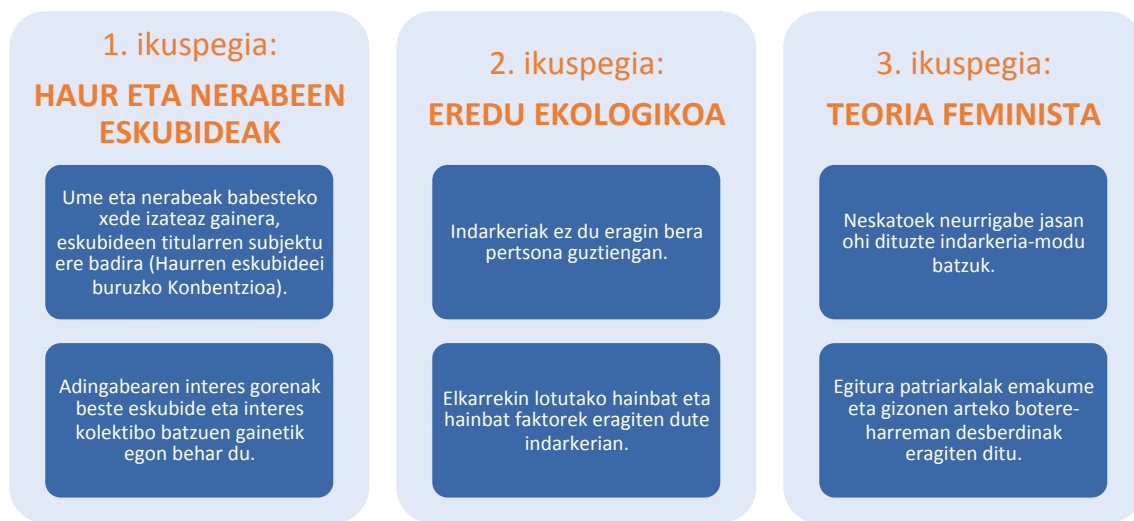 1. ikuspegia:
HAUR ETA NERABEEN
ESKUBIDEAK
Ume eta nerabeak babesteko
xede izateaz gainera,
eskubideen titularren subjektu
ere badira (Haurren eskubideei
buruzko Konbentzioa).
Adingabearen interes gorenak
beste eskubide eta interes
kolektibo batzuen gainetik
egon behar du.
2. ikuspegia:
EREDU EKOLOGIKOA
Indarkeriak ez du eragin bera
pertsona guztiengan.
Elkarrekin lotutako hainbat eta
hainbat faktorek eragiten dute
indarkerian.
3. ikuspegia:
TEORIA FEMINISTA
Neskatoek neurrigabe jasan
ohi dituzte indarkeria-modu
batzuk.
Egitura patriarkalak emakume
eta gizonen arteko botere-
harreman desberdinak
eragiten ditu.